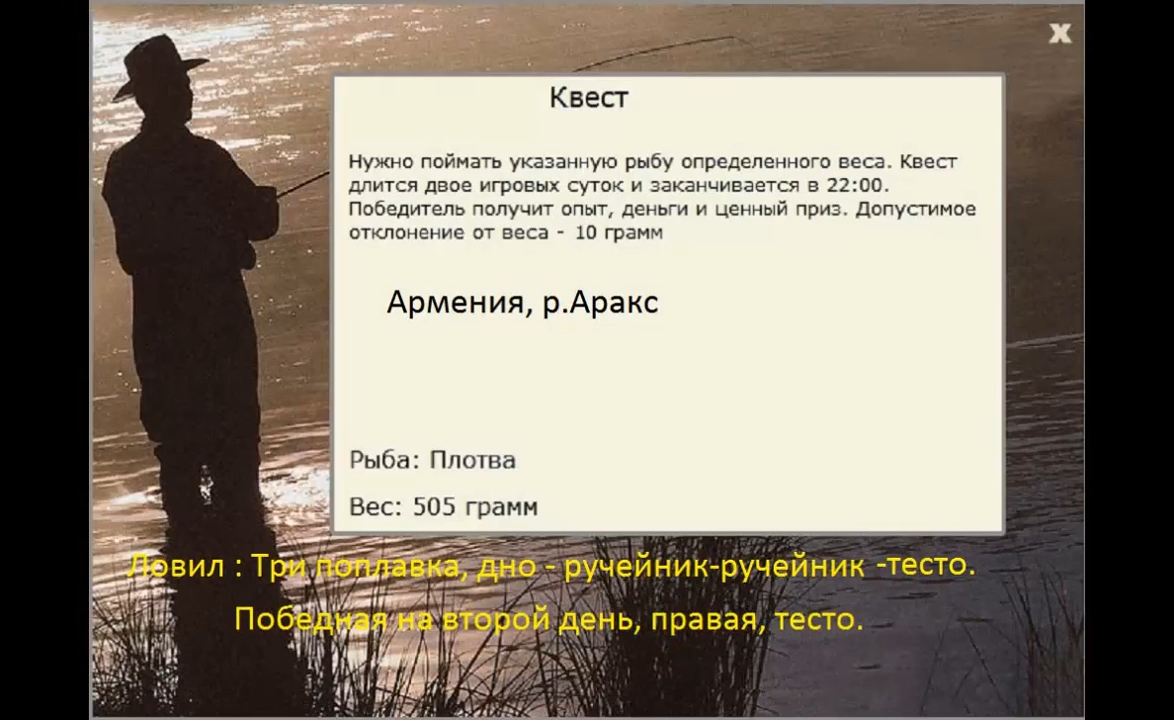 X
Квест
Нужно поймать указанную рыбу определенного веса. Квест
длится двое игровых суток и заканчивается в 22:00.
Победитель получит опыт, деньги и ценный приз. Допустимое
отклонение от веса - 10 грамм
Армения, р.Аракс
Рыба: Плотва
Вес: 505 грамм
Ловил : Три поплавка, дно - ручейник-ручейник -тесто.
Победная на второй день, правая, тесто.